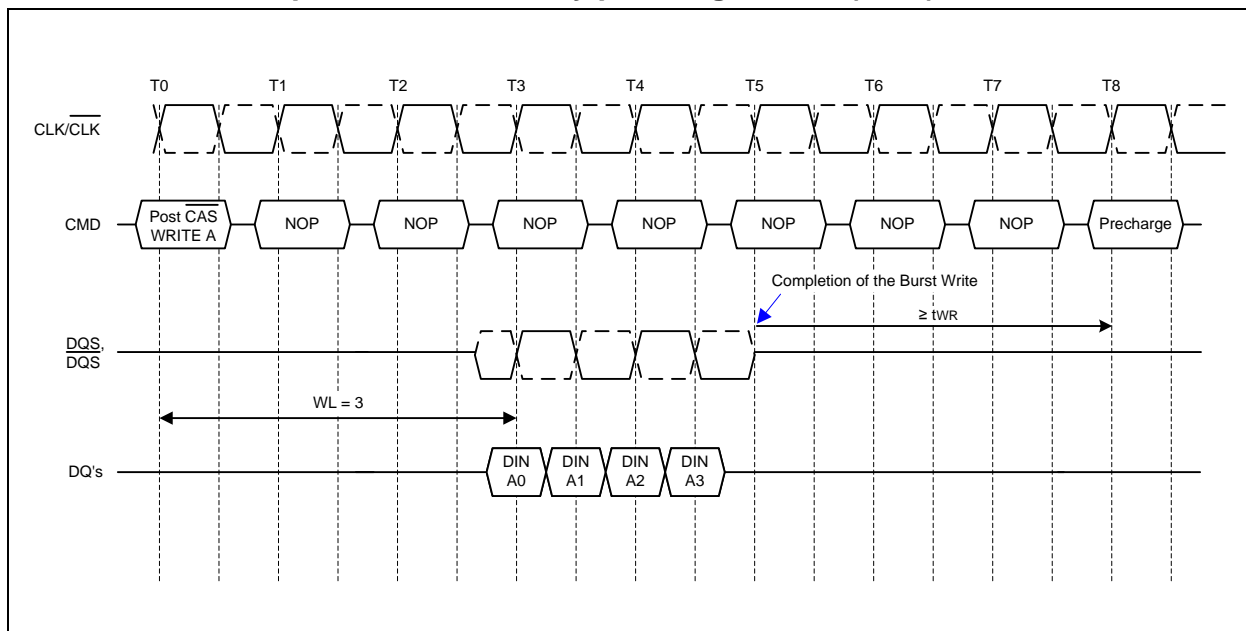 T0 T1 T2 T3 T4 T5 T6 T7 T8
CLK/CLK
CMD
Post CAS
WRITE A
NOP NOP NOP NOP NOP NOP NOP Precharge
Completion of the Burst Write
≥ tWR
DQS,
DQS
WL = 3
DQ's
DIN DIN DIN DIN
A0 A1 A2 A3